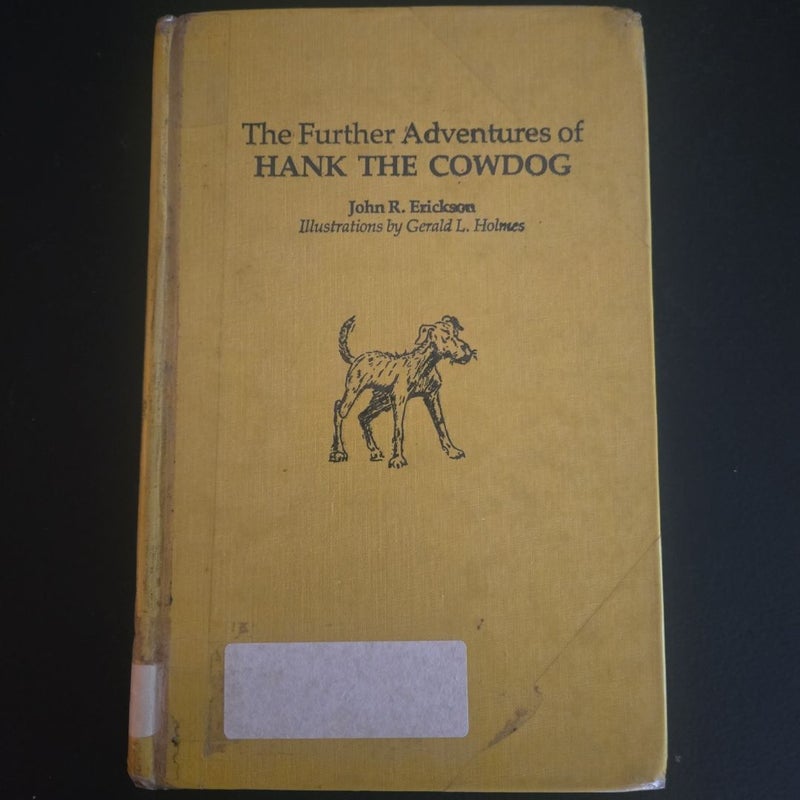 The Further Adventures of
HANK THE COWDOG
John R. Erickson
Illustrations by Gerald L. Holmes